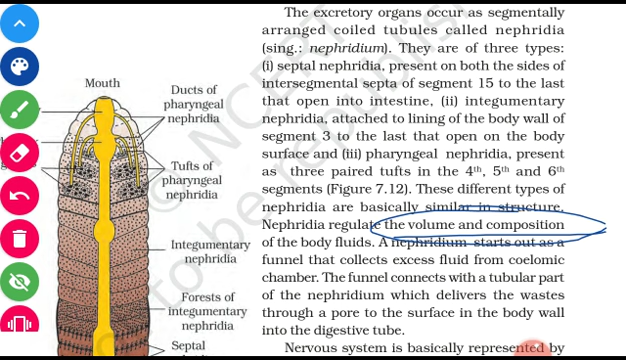 Mouth
Ducts of
pharyngeal
nephridia
Tufts of
pharyngeal
nephridia
Integumentary
nephridia
Forests of
integumentary
nephridia
Septal
The excretory organs occur as segmentally
arranged coiled tubules called nephridia
(sing.: nephridium). They are of three types:
(i) septal nephridia, present on both the sides of
intersegmental septa of segment 15 to the last
that open into intestine, (ii) integumentary
nephridia, attached to lining of the body wall of
segment 3 to the last that open on the body
surface and (iii) pharyngeal nephridia, present
as three paired tufts in the 4th, 5th and 6th
segments (Figure 7.12). These different types of
nephridia are basically similar in structure.
Nephridia regulate the volume and composition
of the body fluids. A nephridium starts out as a
funnel that collects excess fluid from coelomic
chamber. The funnel connects with a tubular part
of the nephridium which delivers the wastes
through a pore to the surface in the body wall
into the digestive tube.
Nervous system is basically represented by
© NCERT
to be republished